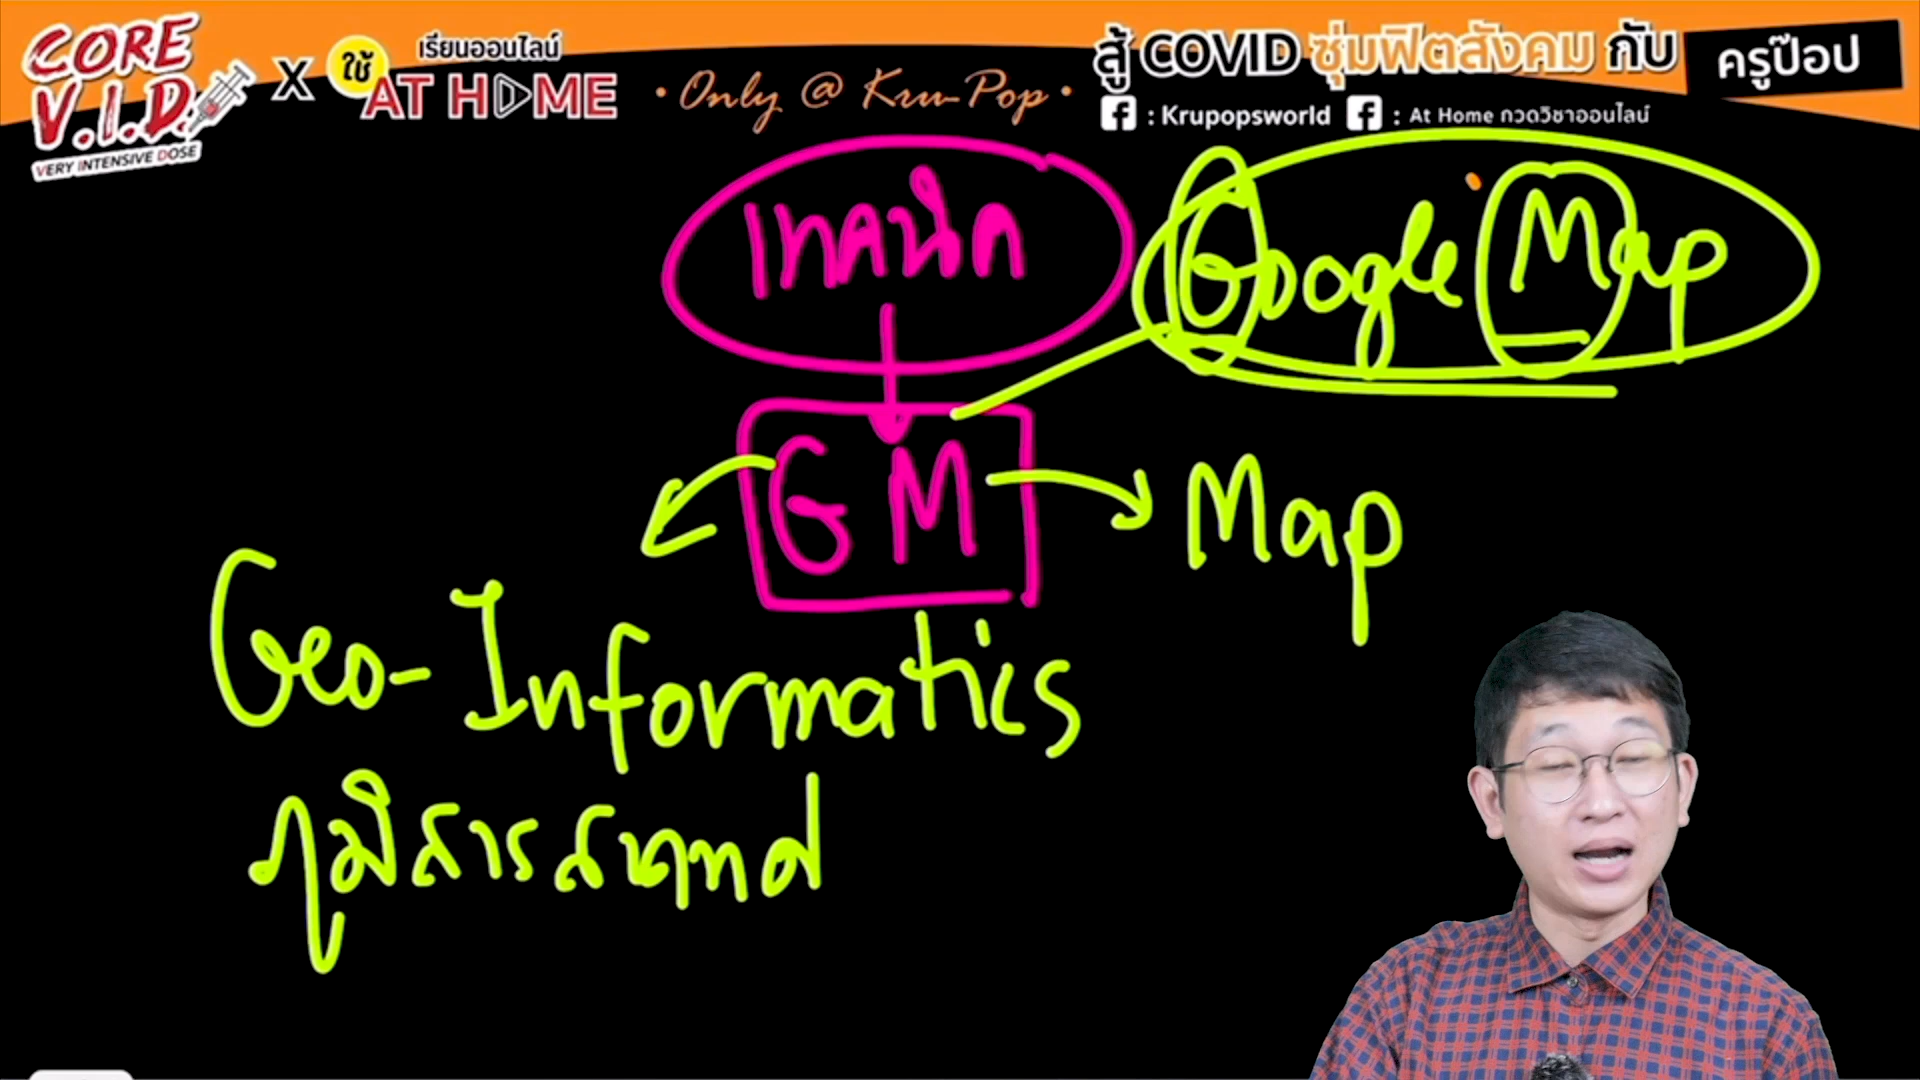 CORE
V.I.D.
VERY INTENSIVE DOSE
X
ใช้
เรียนออนไลน์
AT HOME
• Only @ Kru-Pop •
สู้ COVID ซุ่มฟิตสังคม กับ ครูป๊อป
: Krupopsworld : At Home กวดวิชาออนไลน์
เทคนิค
Google Map
GM
Map
Geo-Informatics
ภูมิสารสนเทศ